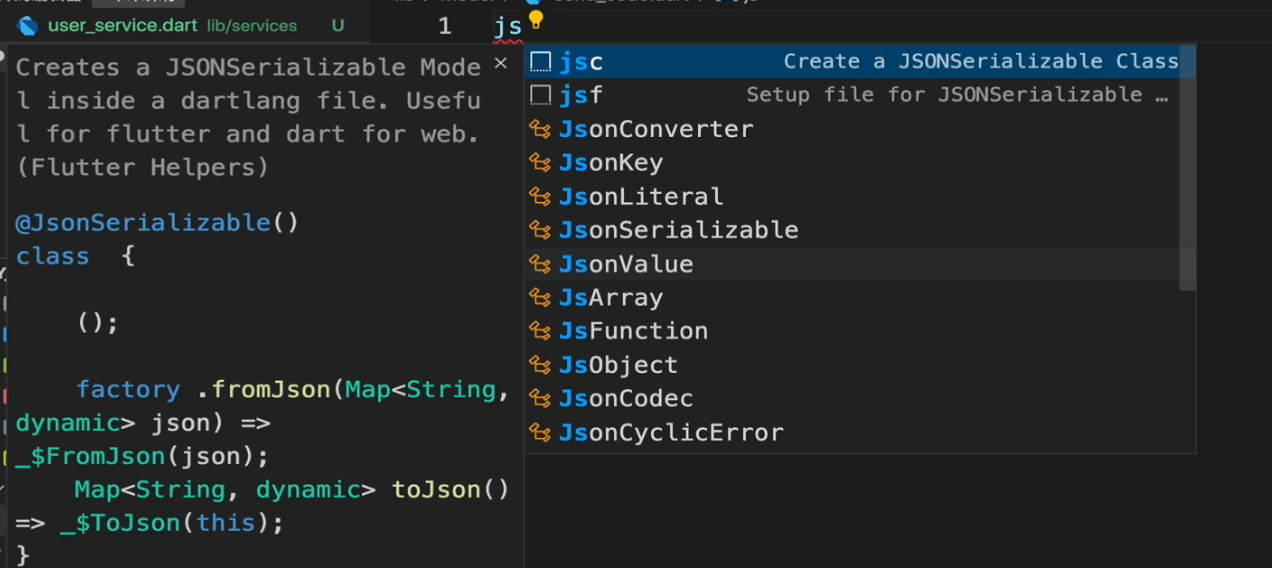 user_service.dart lib/services U
1 js
Creates a JSONSerializable Mode
l inside a dartlang file. Usefu
l for flutter and dart for web.
(Flutter Helpers)
@JsonSerializable()
class  {
();
factory .fromJson(Map<String,
dynamic> json) =>
_$FromJson(json);
Map<String, dynamic> toJson()
=> _$ToJson(this);
}
jsc Create a JSONSerializable Class
jsf Setup file for JSONSerializable …
JsonConverter
JsonKey
JsonLiteral
JsonSerializable
JsonValue
JsArray
JsFunction
JsObject
JsonCodec
JsonCyclicError